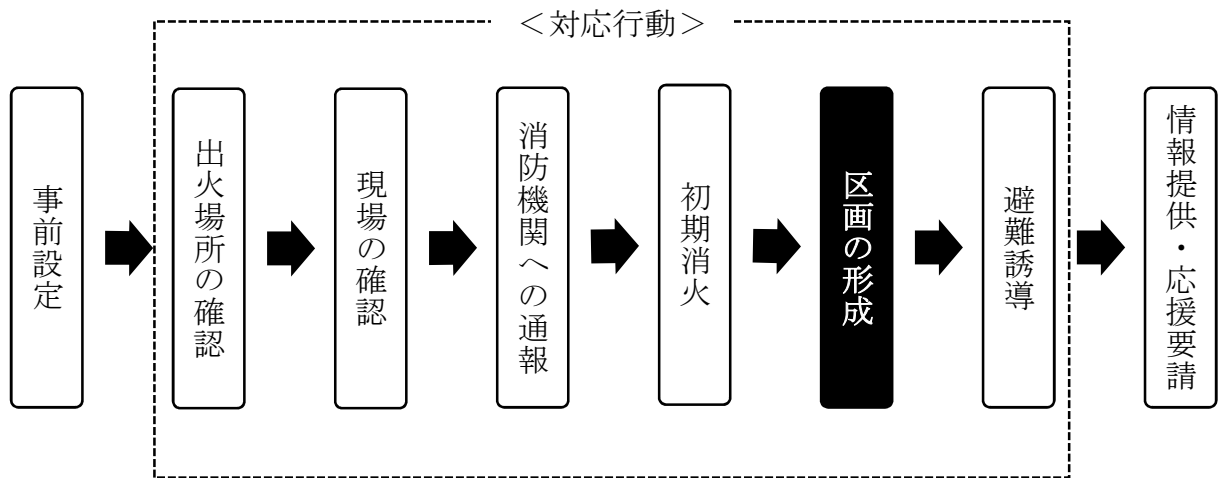 ＜対応行動＞
事前設定
出火場所の確認
現場の確認
消防機関への通報
初期消火
区画の形成
避難誘導
情報提供・応援要請